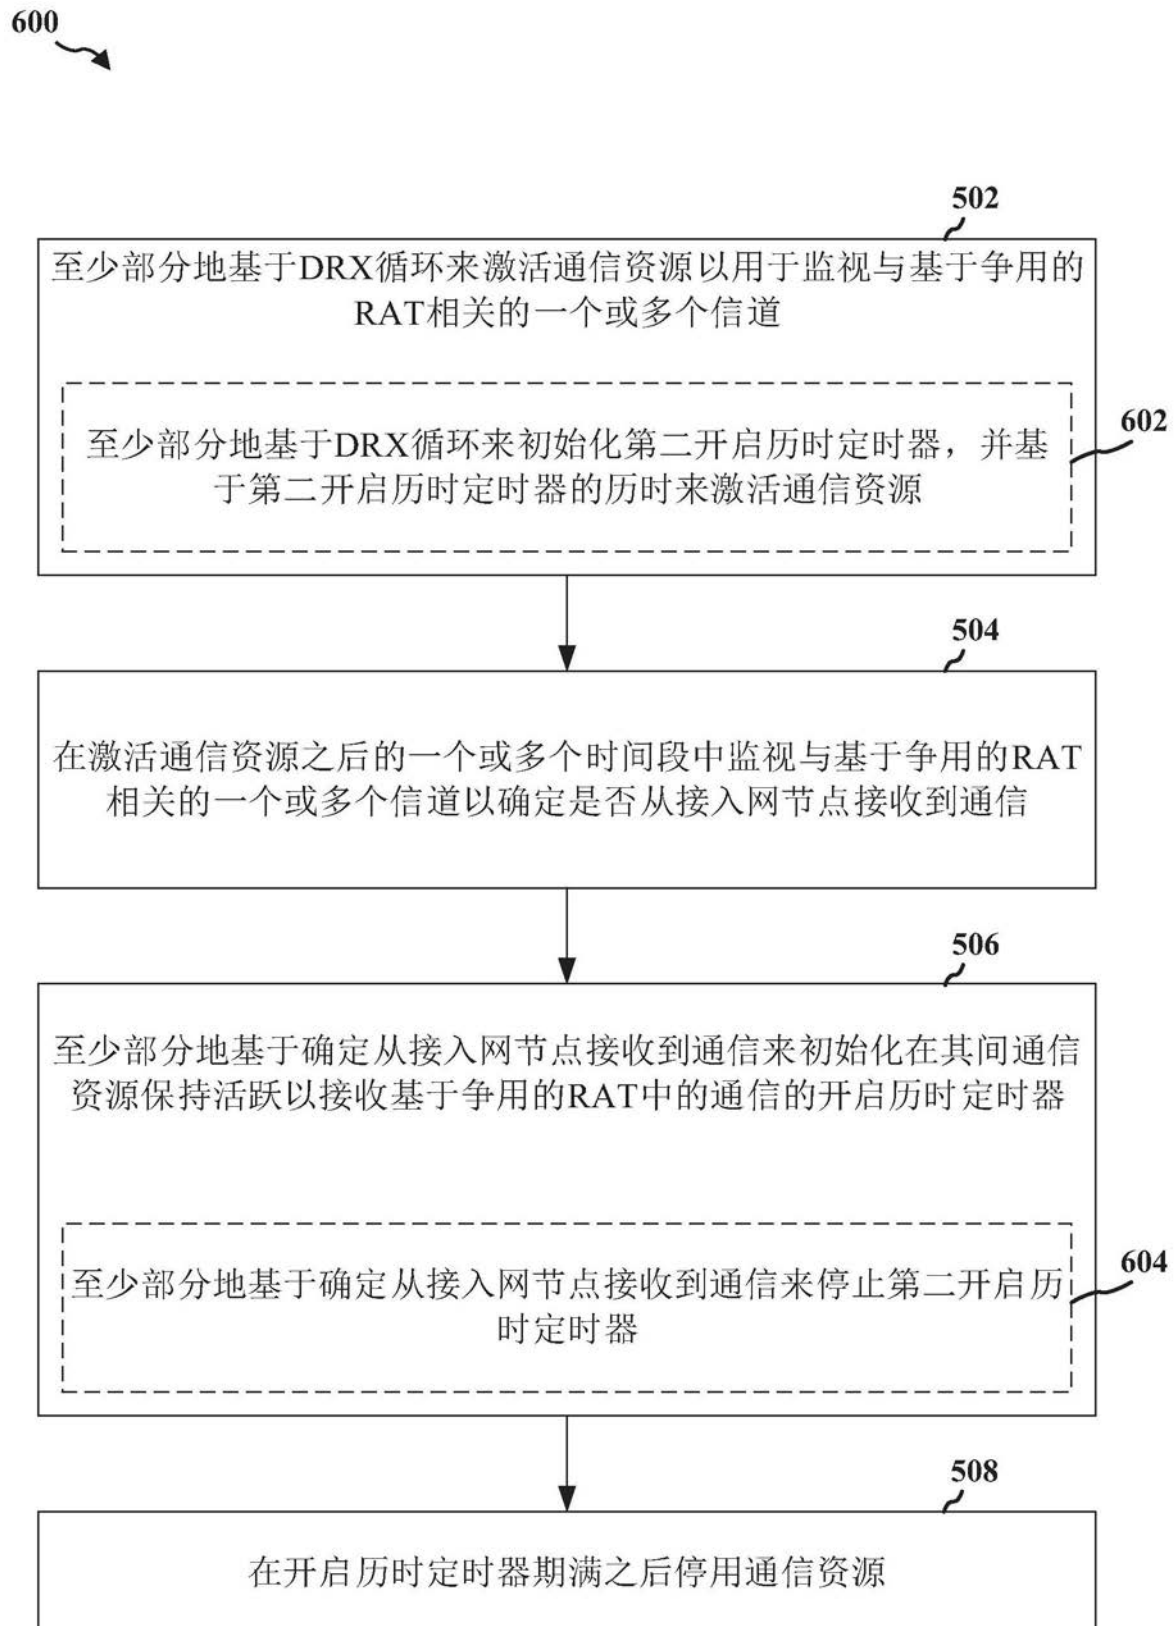 600
502
至少部分地基于DRX循环来激活通信资源以用于监视与基于争用的
RAT相关的一个或多个信道
602
至少部分地基于DRX循环来初始化第二开启历时定时器，并基
于第二开启历时定时器的历时来激活通信资源
504
在激活通信资源之后的一个或多个时间段中监视与基于争用的RAT
相关的一个或多个信道以确定是否从接入网节点接收到通信
506
至少部分地基于确定从接入网节点接收到通信来初始化在其间通信
资源保持活跃以接收基于争用的RAT中的通信的开启历时定时器
604
至少部分地基于确定从接入网节点接收到通信来停止第二开启历
时定时器
508
在开启历时定时器期满之后停用通信资源